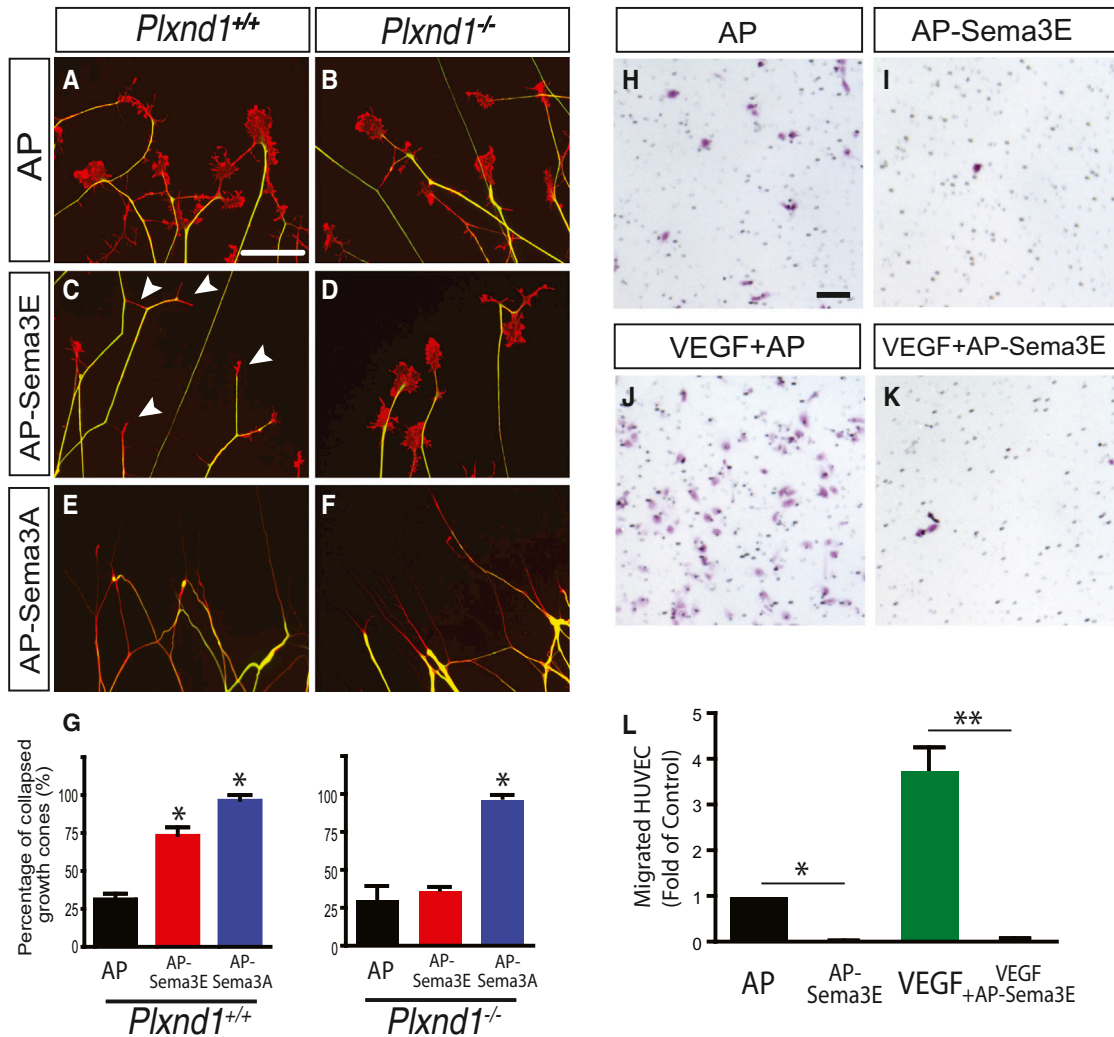 Plxnd1+/+
Plxnd1-/-
AP
A
B
AP-Sema3E
C
D
AP-Sema3A
E
F
AP
AP-Sema3E
H
I
VEGF+AP
VEGF+AP-Sema3E
J
K
G
Percentage of collapsed
growth cones (%)
100
75
50
25
0
*
*
AP
AP-
Sema3E
AP-
Sema3A
Plxnd1+/+
100
75
50
25
0
*
AP
AP-
Sema3E
AP-
Sema3A
Plxnd1-/-
L
Migrated HUVEC
(Fold of Control)
5
4
3
2
1
0
*
**
AP
AP-
Sema3E
VEGF
VEGF
+AP-Sema3E